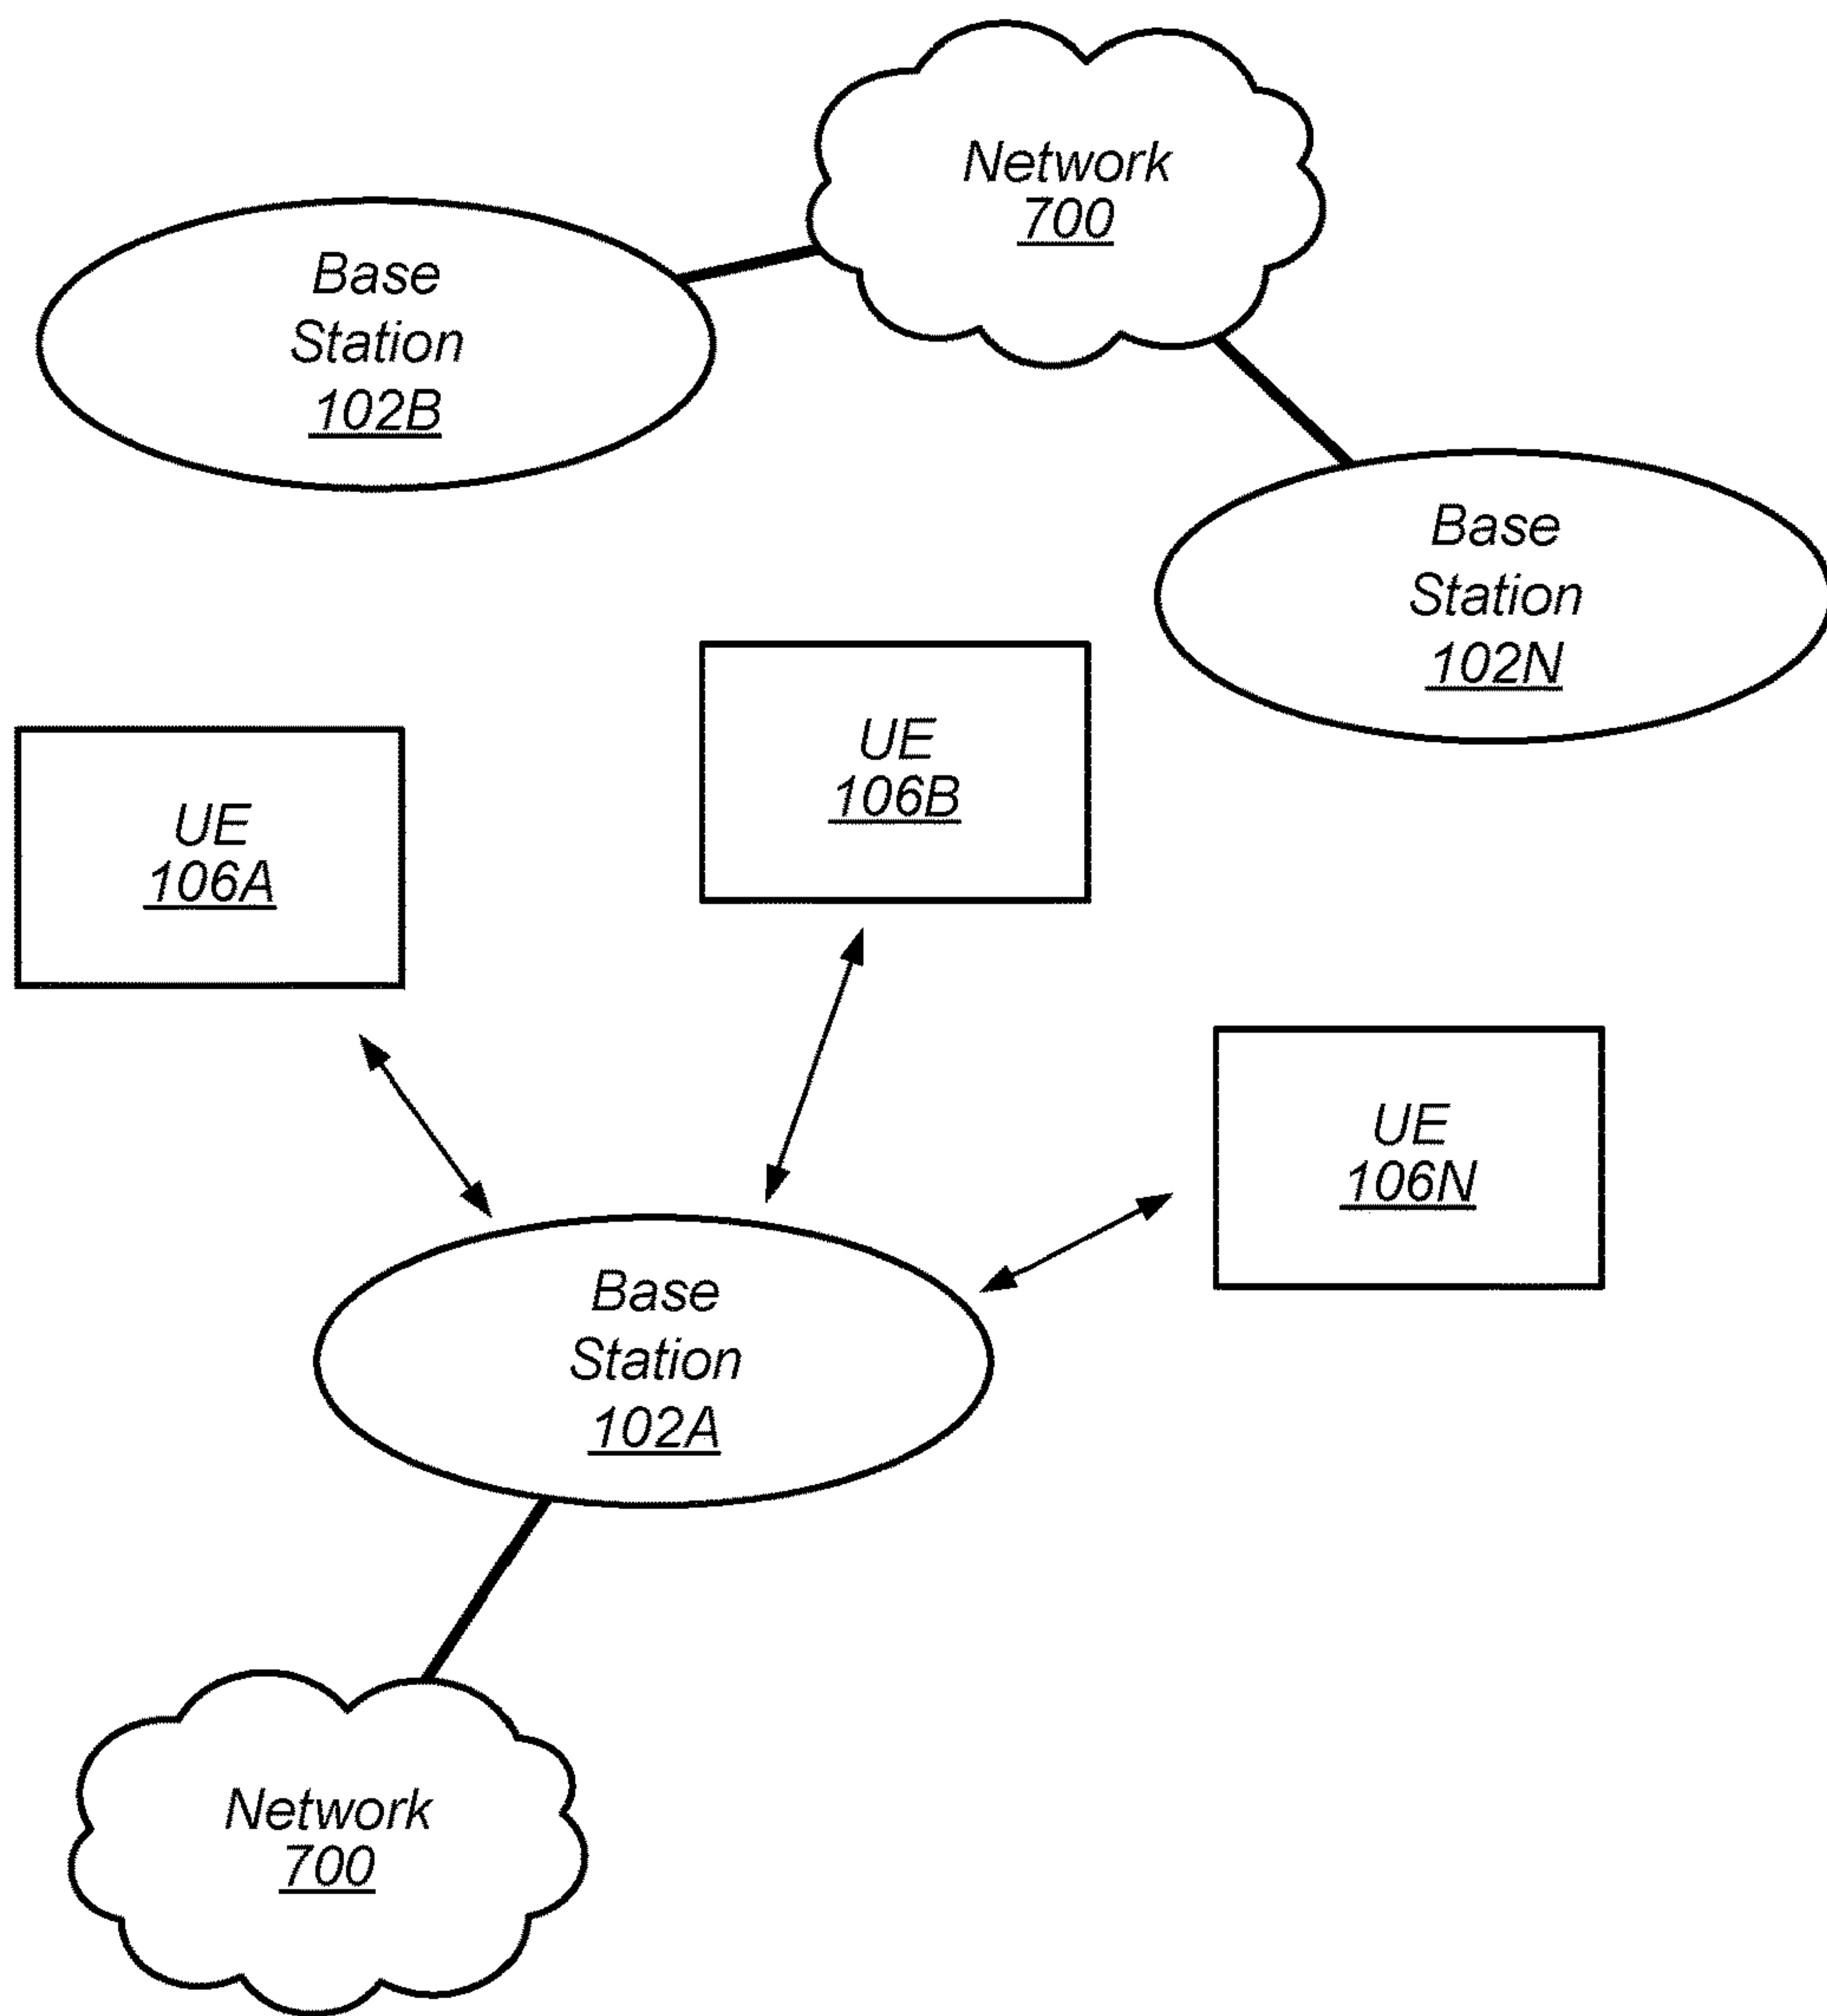 Network
700
Base
Station
102B
Base
Station
102N
UE
106B
UE
106A
UE
106N
Base
Station
102A
Network
700